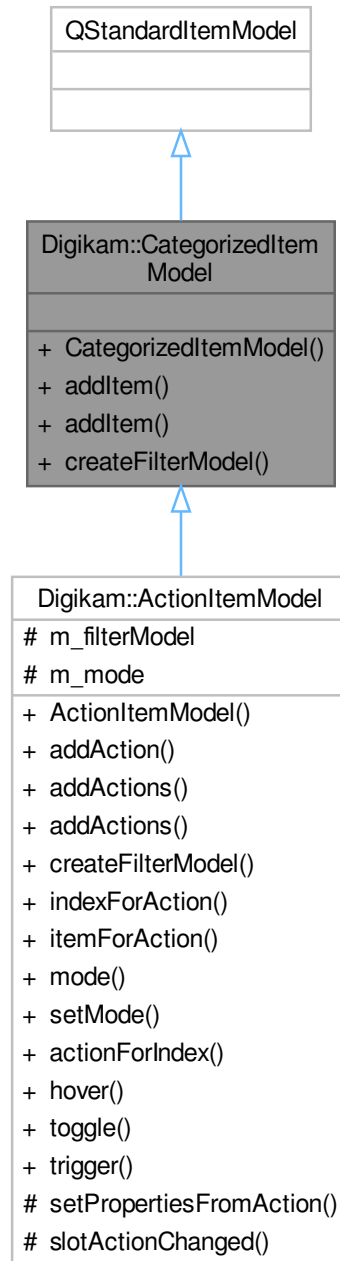 QStandardItemModel
Digikam::CategorizedItem
Model
+ CategorizedItemModel()
+ addItem()
+ addItem()
+ createFilterModel()
Digikam::ActionItemModel
# m_filterModel
# m_mode
+ ActionItemModel()
+ addAction()
+ addActions()
+ addActions()
+ createFilterModel()
+ indexForAction()
+ itemForAction()
+ mode()
+ setMode()
+ actionForIndex()
+ hover()
+ toggle()
+ trigger()
# setPropertiesFromAction()
# slotActionChanged()